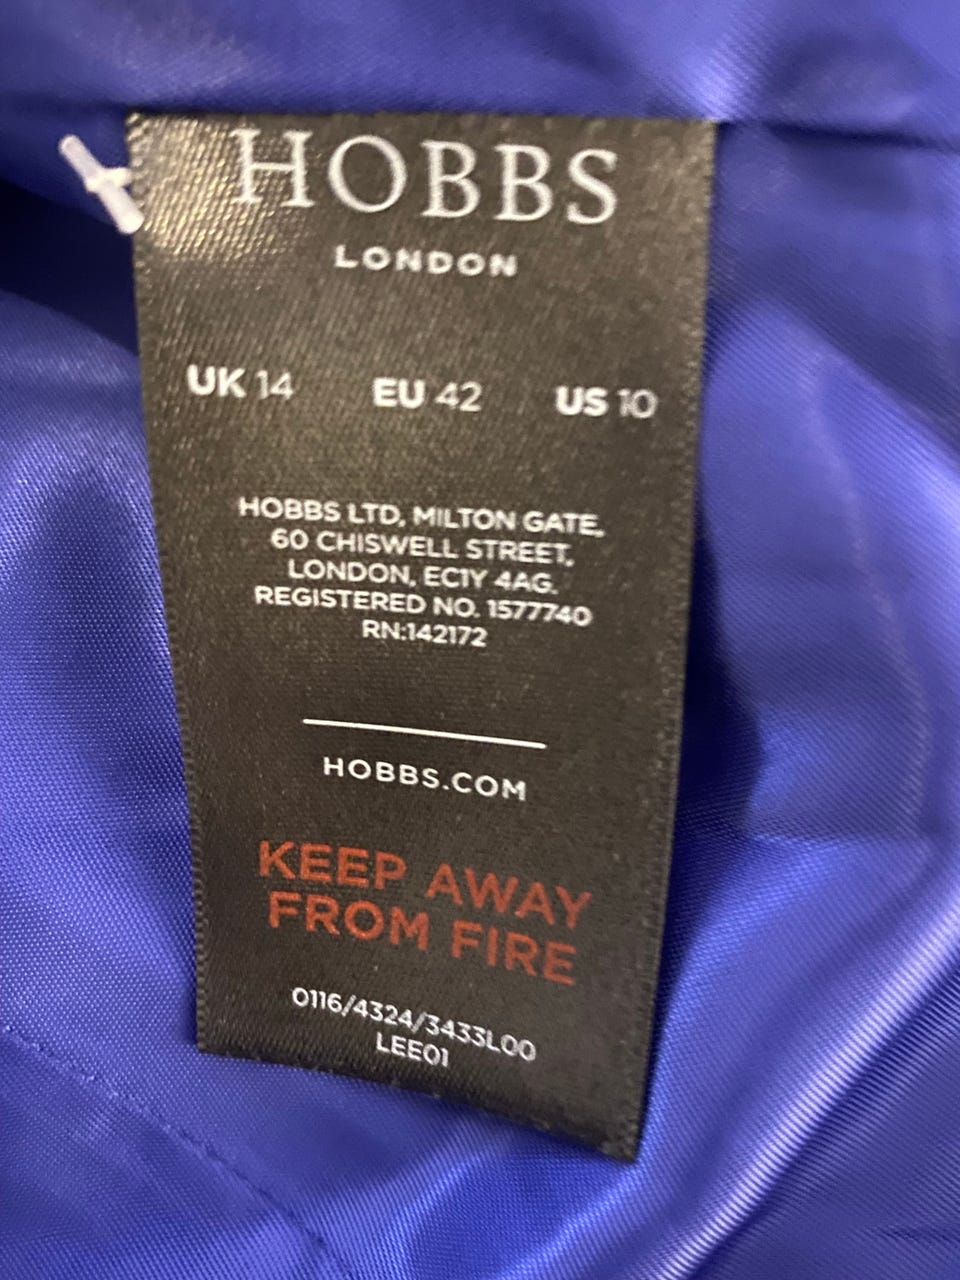 HOBBS
LONDON
UK 14 EU 42 US 10
HOBBS LTD, MILTON GATE,
60 CHISWELL STREET,
LONDON, EC1Y 4AG.
REGISTERED NO. 1577740
RN:142172
HOBBS.COM
KEEP AWAY
FROM FIRE
0116/4324/3433L00
LEE01